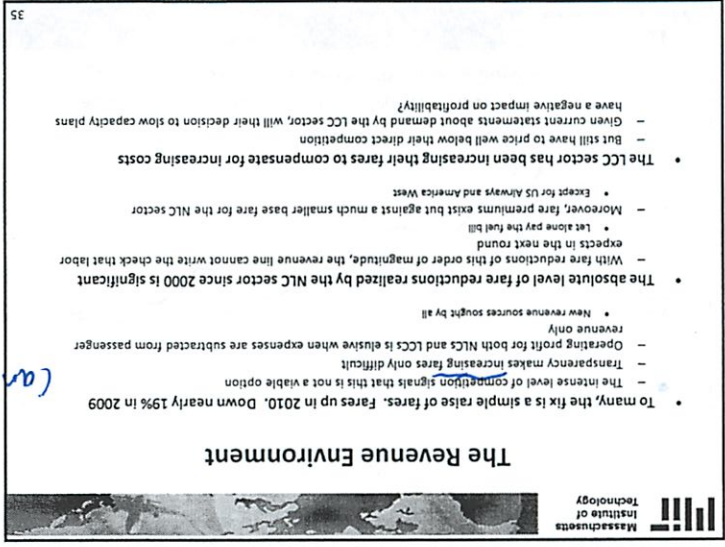 Massachusetts
Institute of
Technology
The Revenue Environment
• To many, the fix is a simple raise of fares. Fares up in 2010. Down nearly 19% in 2009
– The intense level of competition signals that this is not a viable option
– Transparency makes increasing fares only difficult
– Operating profit for both NLCs and LCCs is elusive when expenses are subtracted from passenger
revenue only
• New revenue sources sought by all
• The absolute level of fare reductions realized by the NLC sector since 2000 is significant
– With fare reductions of this order of magnitude, the revenue line cannot write the check that labor
expects in the next round
• Let alone pay the fuel bill
– Moreover, fare premiums exist but against a much smaller base fare for the NLC sector
• Except for US Airways and America West
• The LCC sector has been increasing their fares to compensate for increasing costs
– But still have to price well below their direct competition
– Given current statements about demand by the LCC sector, will their decision to slow capacity plans
have a negative impact on profitability?
35